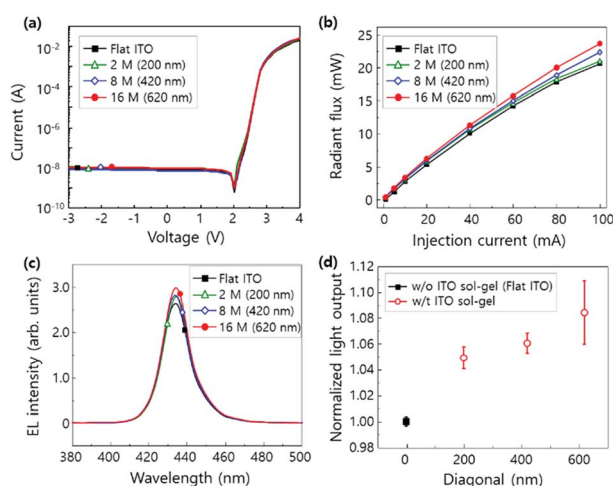 (a)
Current (A)
10-2
10-4
10-6
10-8
10-10
Flat ITO
2 M (200 nm)
8 M (420 nm)
16 M (620 nm)
-3 -2 -1 0 1 2 3 4
Voltage (V)
(b)
Radiant flux (mW)
30
25
20
15
10
5
0
Flat ITO
2 M (200 nm)
8 M (420 nm)
16 M (620 nm)
0 20 40 60 80 100
Injection current (mA)
(c)
EL intensity (arb. units)
3.0
2.0
1.0
0.0
Flat ITO
2 M (200 nm)
8 M (420 nm)
16 M (620 nm)
380 400 420 440 460 480 500
Wavelength (nm)
(d)
Normalized light output
1.12
1.10
1.08
1.06
1.04
1.02
1.00
0.98
w/o ITO sol-gel (Flat ITO)
w/t ITO sol-gel
0 200 400 600
Diagonal (nm)